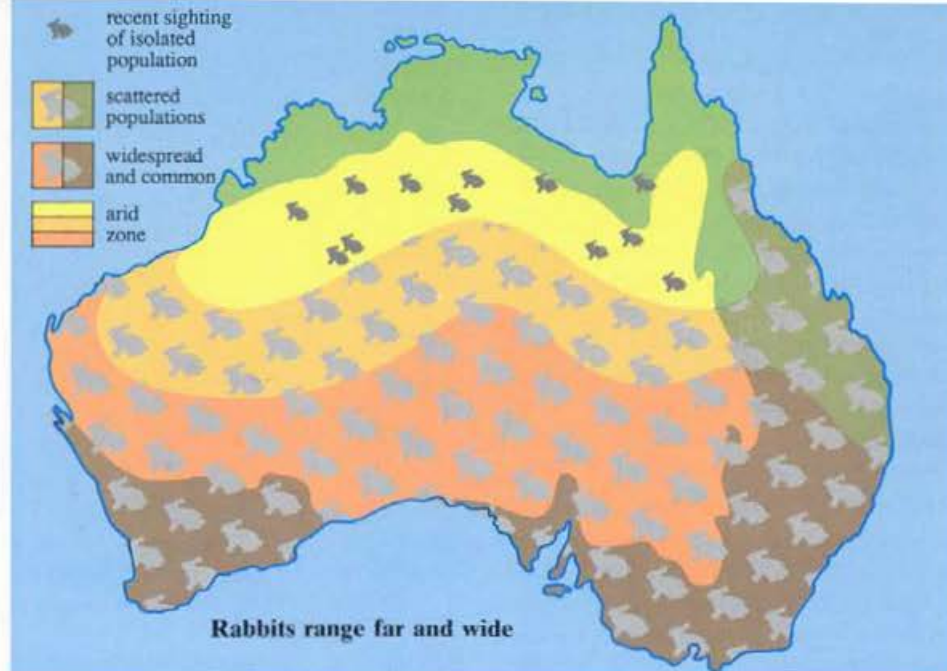 recent sighting
of isolated
population
scattered
populations
widespread
and common
arid
zone
Rabbits range far and wide